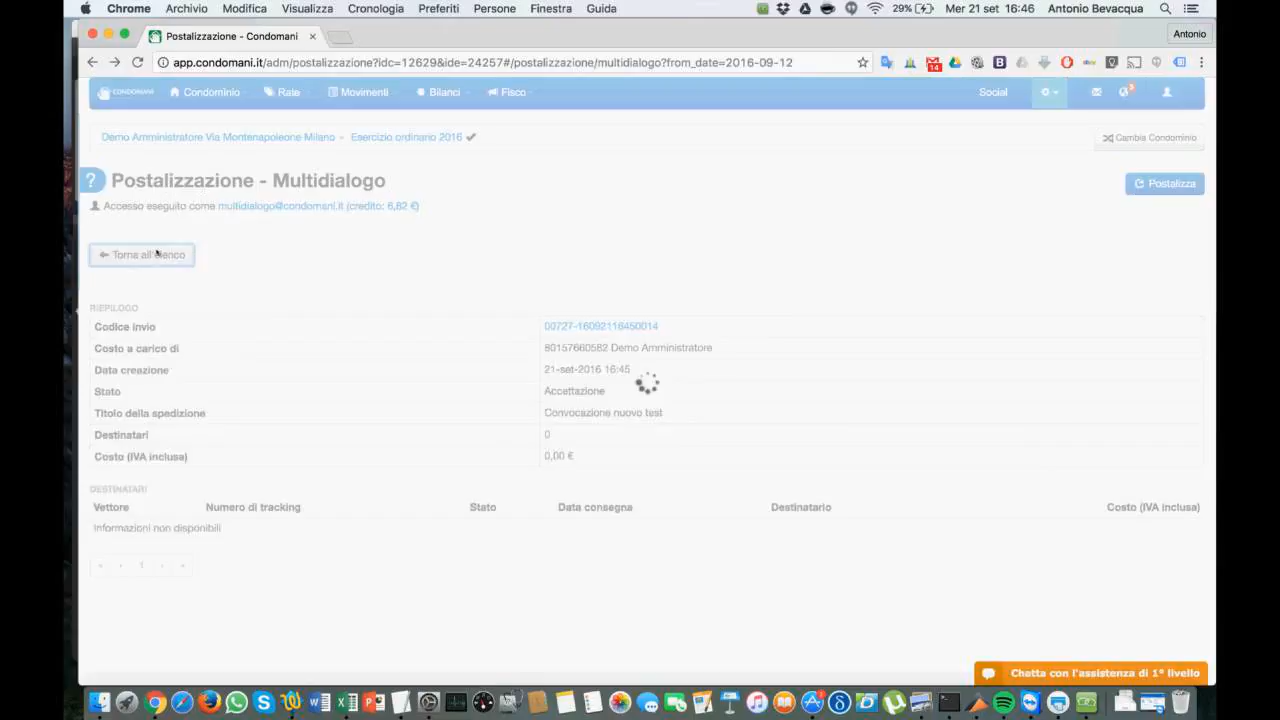 Chrome Archivio Modifica Visualizza Cronologia Preferiti Persone Finestra Guida 29% Mer 21 set 16:46 Antonio Bevacqua
Postalizzazione - Condomani Antonio
app.condomani.it/adm/postalizzazione?idc=12629&ide=24257#/postalizzazione/multidialogo?from_date=2016-09-12
14
CONDOMANI Condominio Rate Movimenti Bilanci Fisco Social
Demo Amministratore Via Montenapoleone Milano - Esercizio ordinario 2016 Cambia Condominio
? Postalizzazione - Multidialogo Postalizza
Accesso eseguito come multidialogo@condomani.it (credito: 6,82 €)
Torna all'elenco
RIEPILOGO
Codice invio 00727-16092116450014
Costo a carico di 80157660582 Demo Amministratore
Data creazione 21-set-2016 16:45
Stato Accettazione
Titolo della spedizione Convocazione nuovo test
Destinatari 0
Costo (IVA inclusa) 0,00 €
DESTINATARI
Vettore Numero di tracking Stato Data consegna Destinatario Costo (IVA inclusa)
Informazioni non disponibili
« ‹ 1 › »
Chatta con l'assistenza di 1° livello